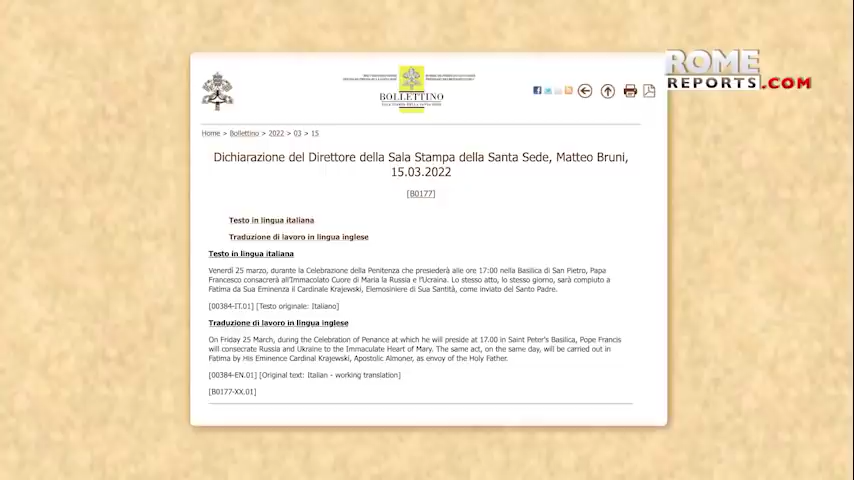 ROME
REPORTS.COM
BOLLETTINO
SALA STAMPA DELLA SANTA SEDE
Home > Bollettino > 2022 > 03 > 15
Dichiarazione del Direttore della Sala Stampa della Santa Sede, Matteo Bruni,
15.03.2022
[B0177]
Testo in lingua italiana
Traduzione di lavoro in lingua inglese
Testo in lingua italiana
Venerdì 25 marzo, durante la Celebrazione della Penitenza che presiederà alle ore 17:00 nella Basilica di San Pietro, Papa
Francesco consacrerà all'Immacolato Cuore di Maria la Russia e l'Ucraina. Lo stesso atto, lo stesso giorno, sarà compiuto a
Fatima da Sua Eminenza il Cardinale Krajewski, Elemosiniere di Sua Santità, come inviato del Santo Padre.
[00384-IT.01] [Testo originale: Italiano]
Traduzione di lavoro in lingua inglese
On Friday 25 March, during the Celebration of Penance at which he will preside at 17.00 in Saint Peter's Basilica, Pope Francis
will consecrate Russia and Ukraine to the Immaculate Heart of Mary. The same act, on the same day, will be carried out in
Fatima by His Eminence Cardinal Krajewski, Apostolic Almoner, as envoy of the Holy Father.
[00384-EN.01] [Original text: Italian - working translation]
[B0177-XX.01]